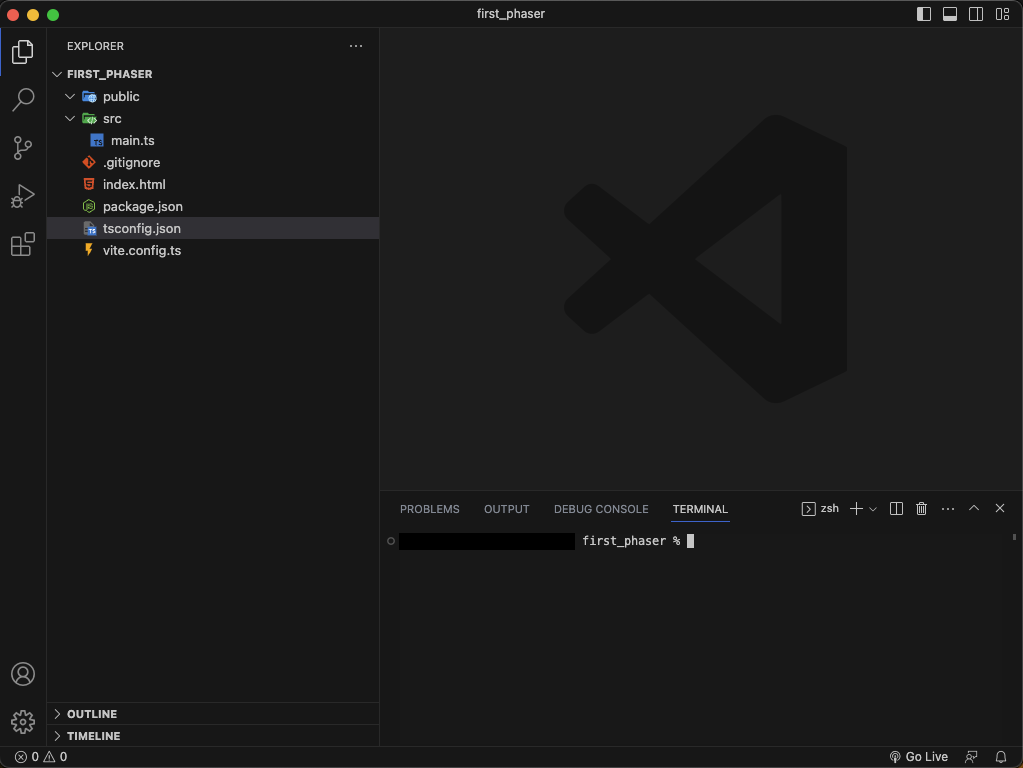 first_phaser
EXPLORER
FIRST_PHASER
public
src
main.ts
.gitignore
index.html
package.json
tsconfig.json
vite.config.ts
OUTLINE
TIMELINE
PROBLEMS OUTPUT DEBUG CONSOLE TERMINAL zsh
first_phaser %
0 0 Go Live